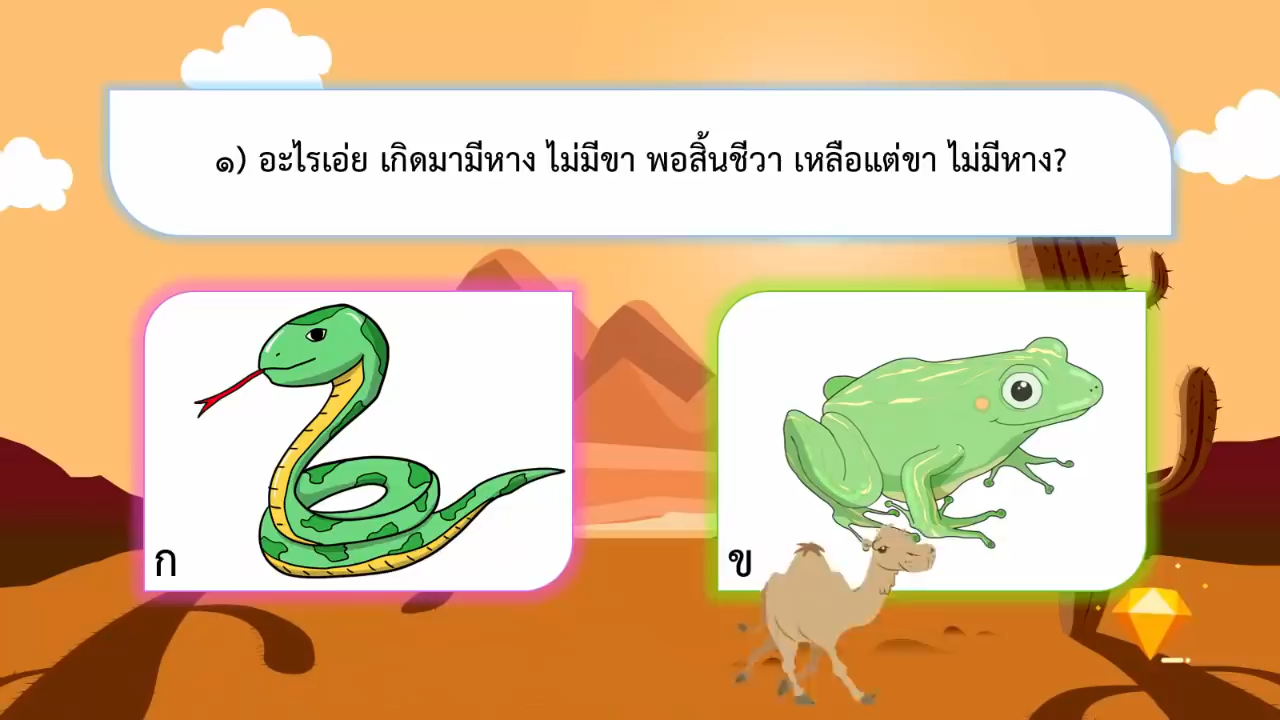 ๑) อะไรเอ่ย เกิดมามีหาง ไม่มีขา พอสิ้นชีวา เหลือแต่ขา ไม่มีหาง?
ก
ข